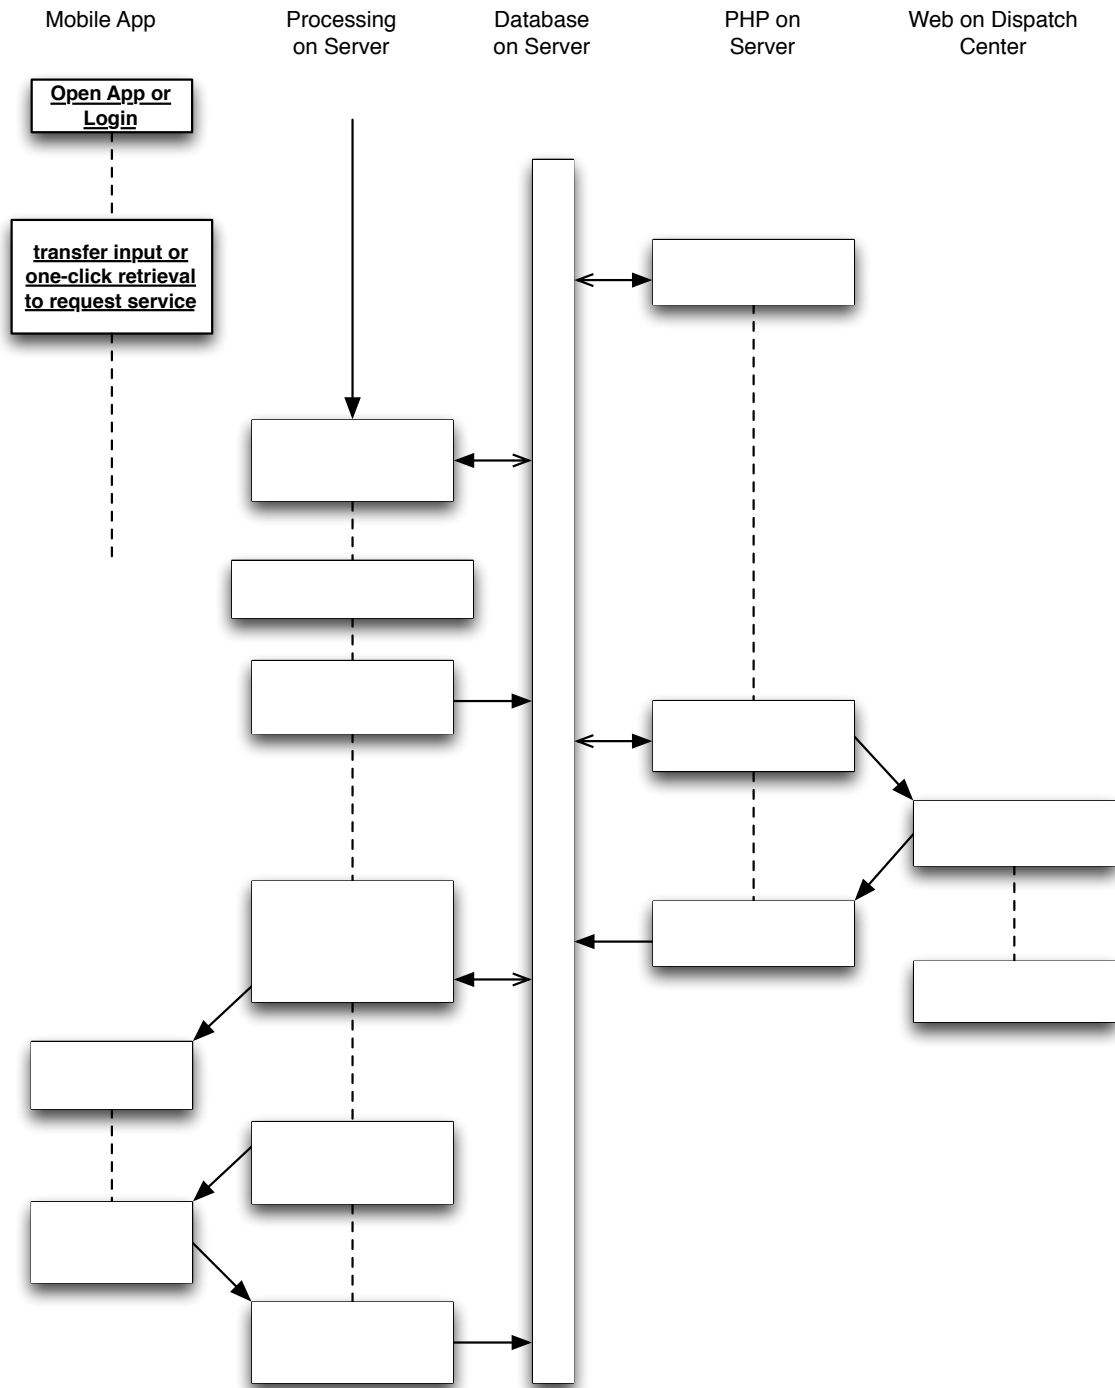 Mobile App
Processing
on Server
Database
on Server
PHP on
Server
Web on Dispatch
Center
Open App or
Login
transfer input or
one-click retrieval
to request service